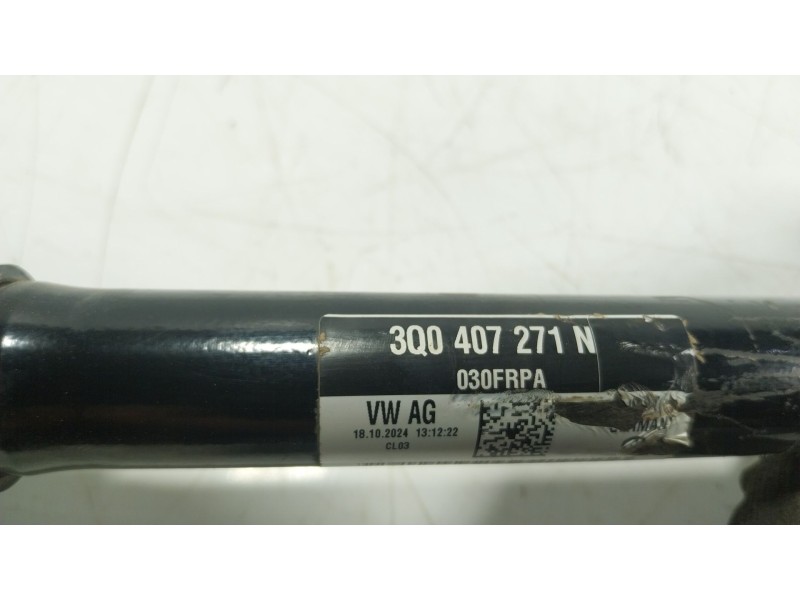 3Q0 407 271 N
030FRPA
VW AG
18.10.2024 13:12:22
CL03